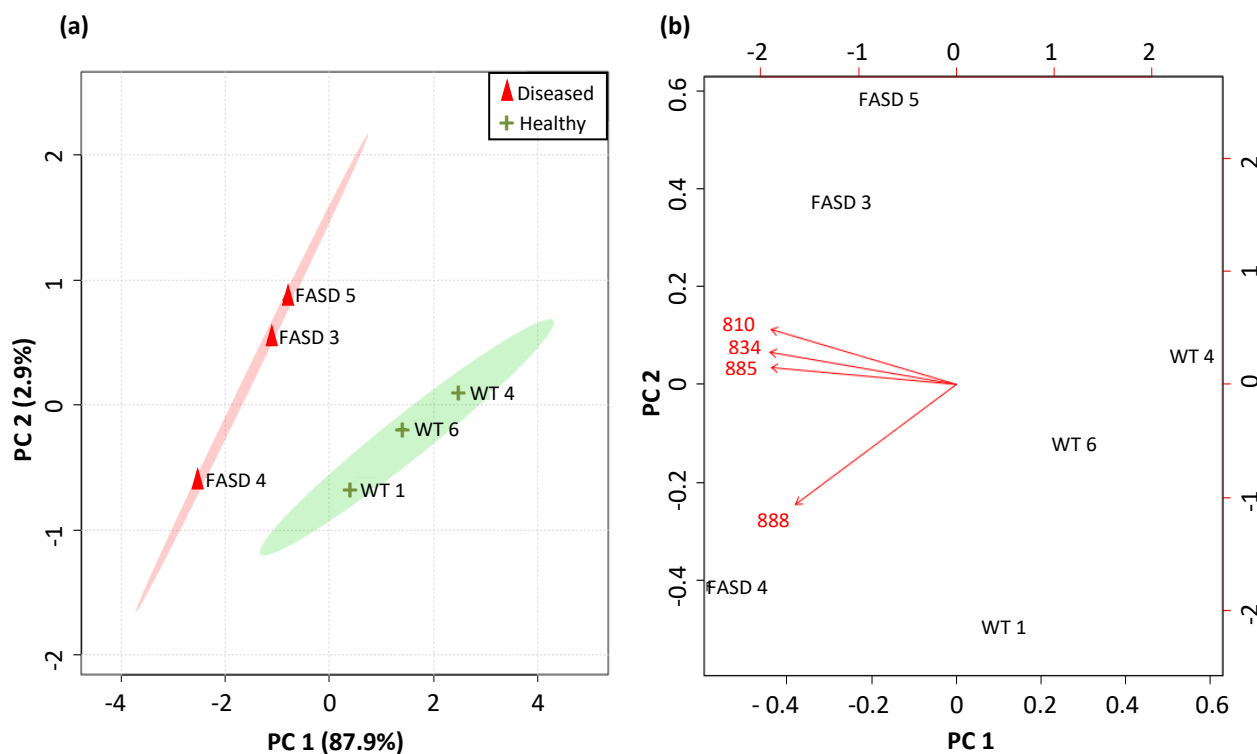 (a)
Diseased
Healthy
FASD 5
FASD 3
FASD 4
WT 4
WT 6
WT 1
2
1
0
-1
-2
PC 2 (2.9%)
-4
-2
0
2
4
PC 1 (87.9%)
(b)
-2
-1
0
1
2
FASD 5
FASD 3
810
834
885
888
WT 4
WT 6
FASD 4
WT 1
0.6
0.4
0.2
0
-0.2
-0.4
PC 2
2
1
0
-1
-2
- 0.4
-0.2
0
0.2
0.4
0.6
PC 1